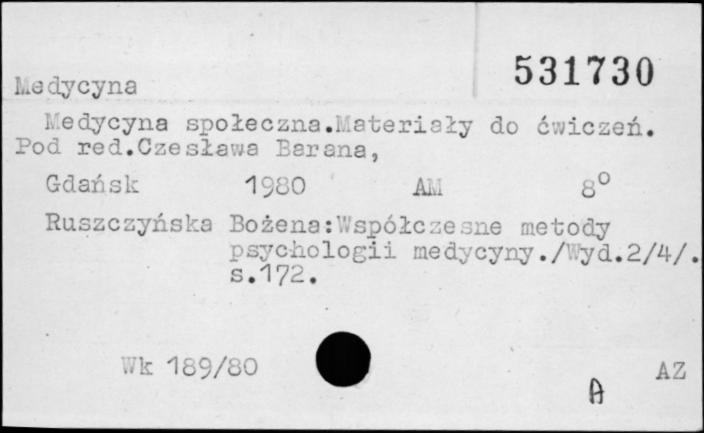 531730
Medycyna
Medycyna społeczna.Materiały do ćwiczeń.
Pod red.Czesława Barana,
Gdańsk 1980 AM 8°
Ruszczyńska Bożena:Współczesne metody
psychologii medycyny./Wyd.2/4/.
s.172.
Wk 189/80
A AZ